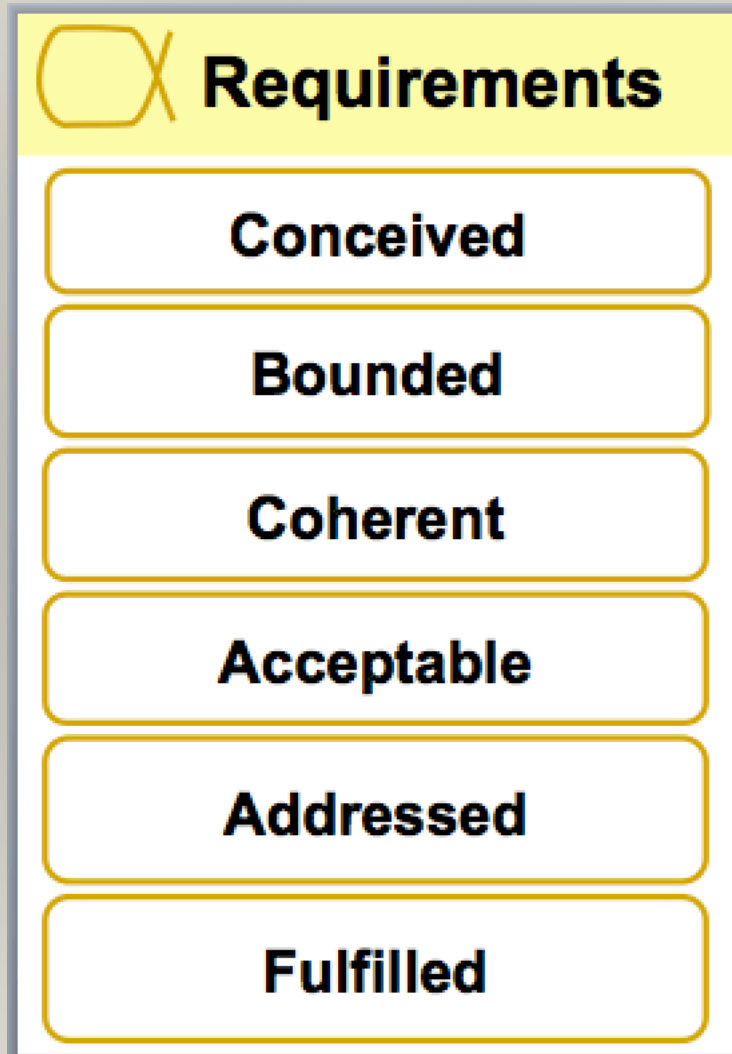 Requirements
Conceived
Bounded
Coherent
Acceptable
Addressed
Fulfilled